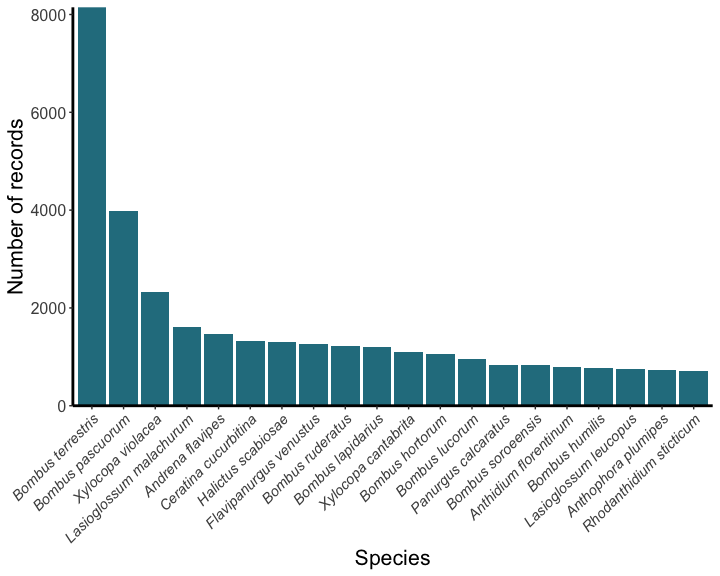 Number of records
8000
6000
4000
2000
0
Bombus terrestris
Bombus pascuorum
Xylocopa violacea
Lasioglossum malachurum
Andrena flavipes
Ceratina cucurbitina
Halictus scabiosae
Flavipanurgus venustus
Bombus ruderatus
Bombus lapidarius
Xylocopa cantabrita
Bombus hortorum
Bombus lucorum
Panurgus calcaratus
Bombus soroeensis
Anthidium florentinum
Bombus humilis
Lasioglossum leucopus
Anthophora plumipes
Rhodanthidium sticticum
Species